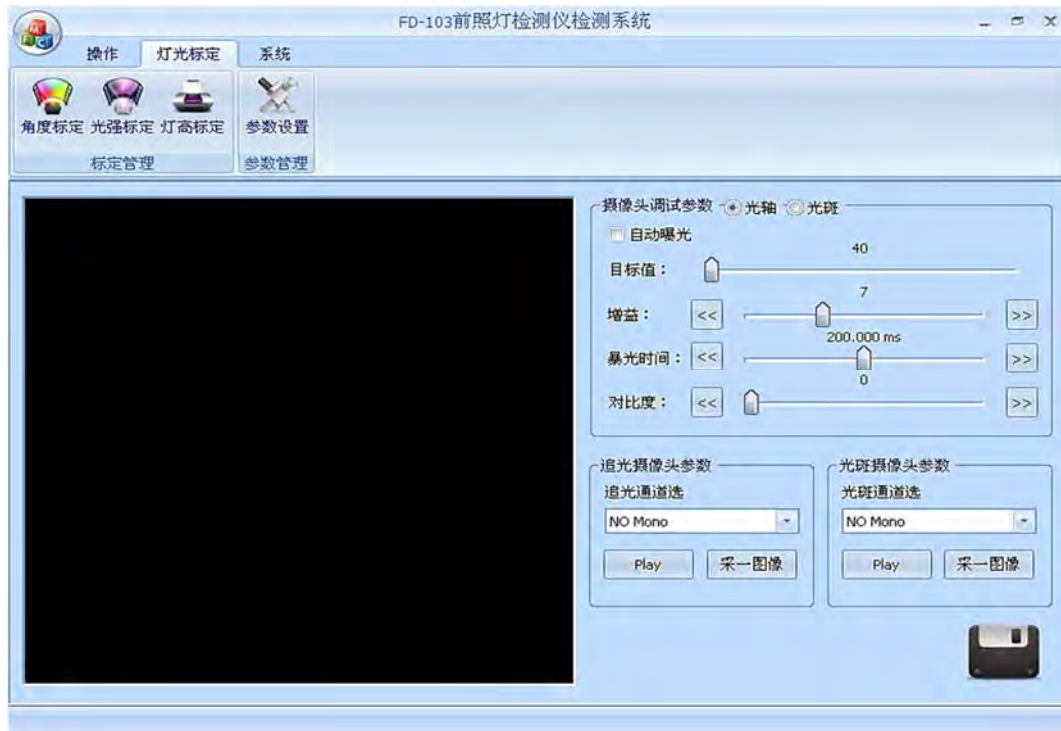 FD-103前照灯检测仪检测系统
操作 灯光标定 系统
角度标定 光强标定 灯高标定 参数设置
标定管理 参数管理
摄像头调试参数 光轴 光斑
自动曝光
40
目标值：
7
增益： << >>
200.000 ms
暴光时间： << >>
0
对比度： << >>
追光摄像头参数 光斑摄像头参数
追光通道选 光斑通道选
NO Mono NO Mono
Play 采一图像 Play 采一图像